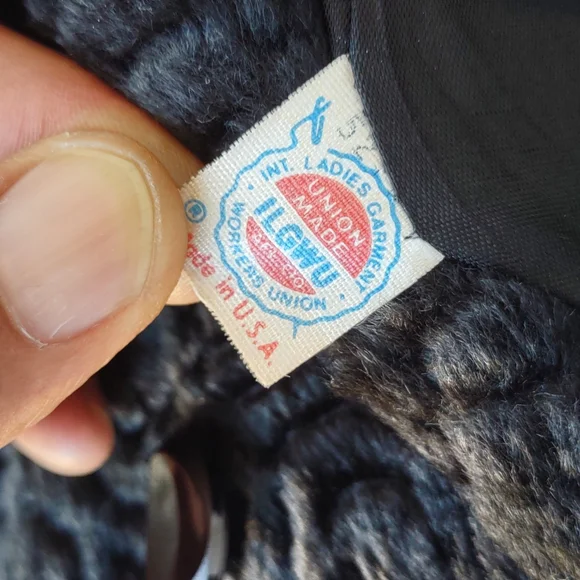 INT. LADIES GARMENT
WORKERS UNION
UNION
MADE
ILGWU
®
Made in U.S.A.